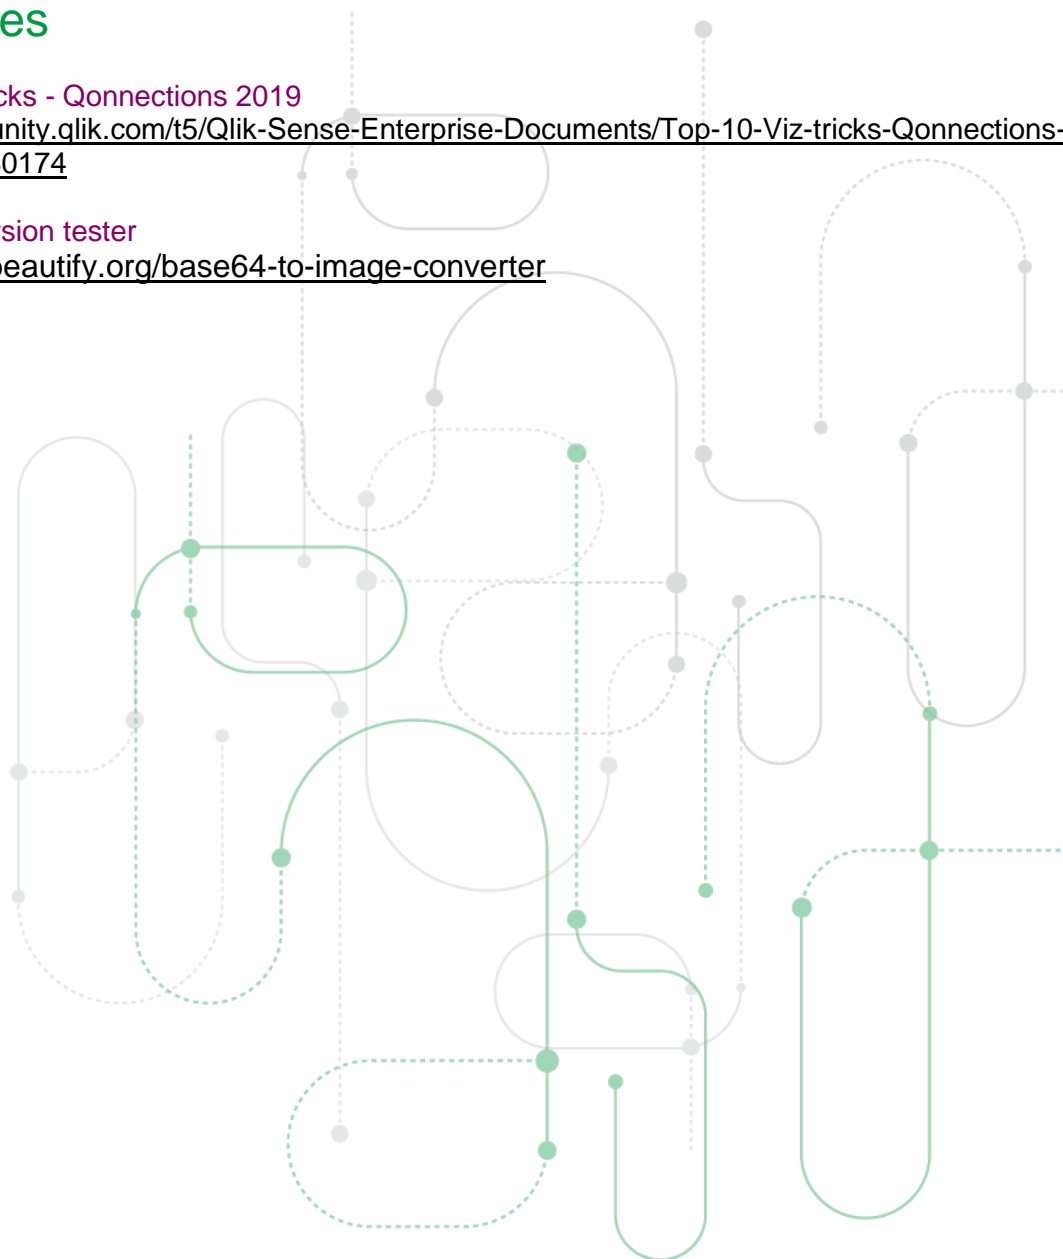 es
cks - Qonnections 2019
unity.qlik.com/t5/Qlik-Sense-Enterprise-Documents/Top-10-Viz-tricks-Qonnections-
0174
rsion tester
beautify.org/base64-to-image-converter